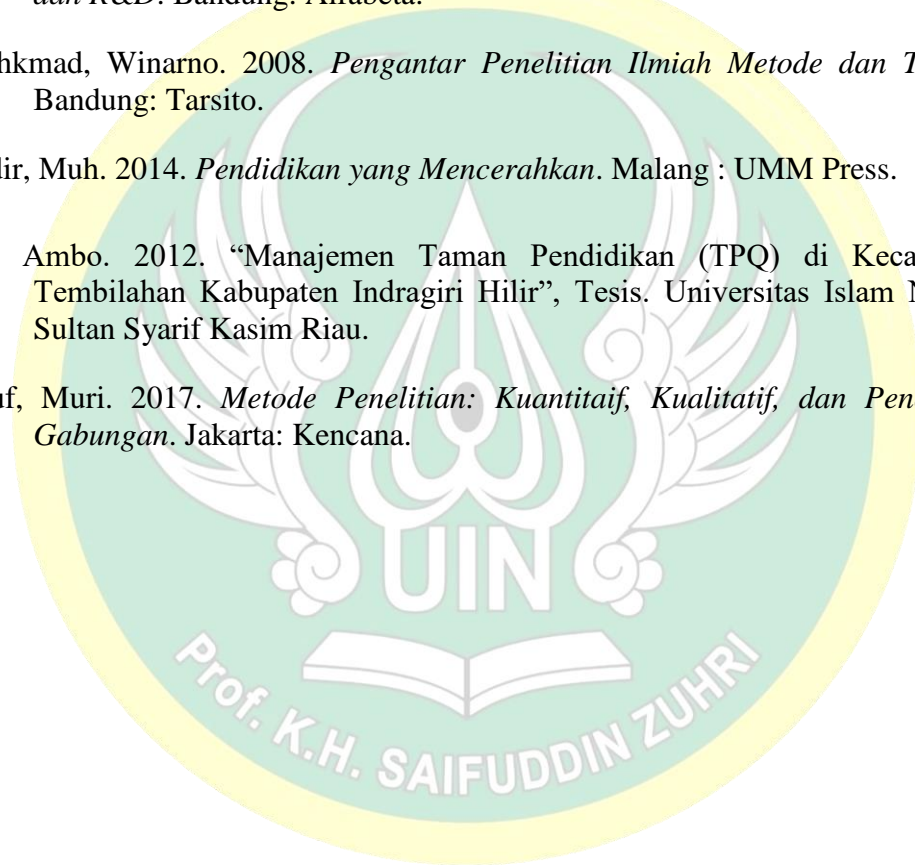 dan R&D. Bandung: Alfabeta.
hkmad, Winarno. 2008. Pengantar Penelitian Ilmiah Metode dan T
Bandung: Tarsito.
dir, Muh. 2014. Pendidikan yang Mencerahkan. Malang : UMM Press.
Ambo. 2012. “Manajemen Taman Pendidikan (TPQ) di Keca
Tembilahan Kabupaten Indragiri Hilir”, Tesis. Universitas Islam N
Sultan Syarif Kasim Riau.
uf, Muri. 2017. Metode Penelitian: Kuantitaif, Kualitatif, dan Pen
Gabungan. Jakarta: Kencana.
UIN
Prof. K.H. SAIFUDDIN ZUHRI